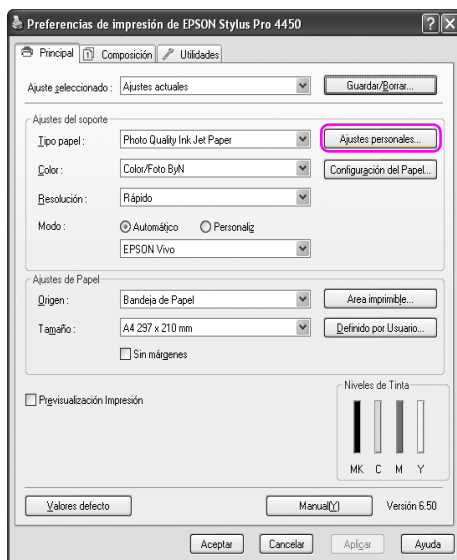 Preferencias de impresión de EPSON Stylus Pro 4450
Principal Composición Utilidades
Ajuste seleccionado : Ajustes actuales Guardar/Borrar...
Ajustes del soporte
Tipo papel : Photo Quality Ink Jet Paper Ajustes personales...
Color : Color/Foto ByN Configuración del Papel...
Resolución : Rápido
Modo : Automático Personaliz
EPSON Vivo
Ajustes de Papel
Origen : Bandeja de Papel Area imprimible...
Tamaño : A4 297 x 210 mm Definido por Usuario...
Sin márgenes
Previsualización Impresión
Niveles de Tinta
MK C M Y
Valores defecto Manual(Y) Versión 6.50
Aceptar Cancelar Aplicar Ayuda